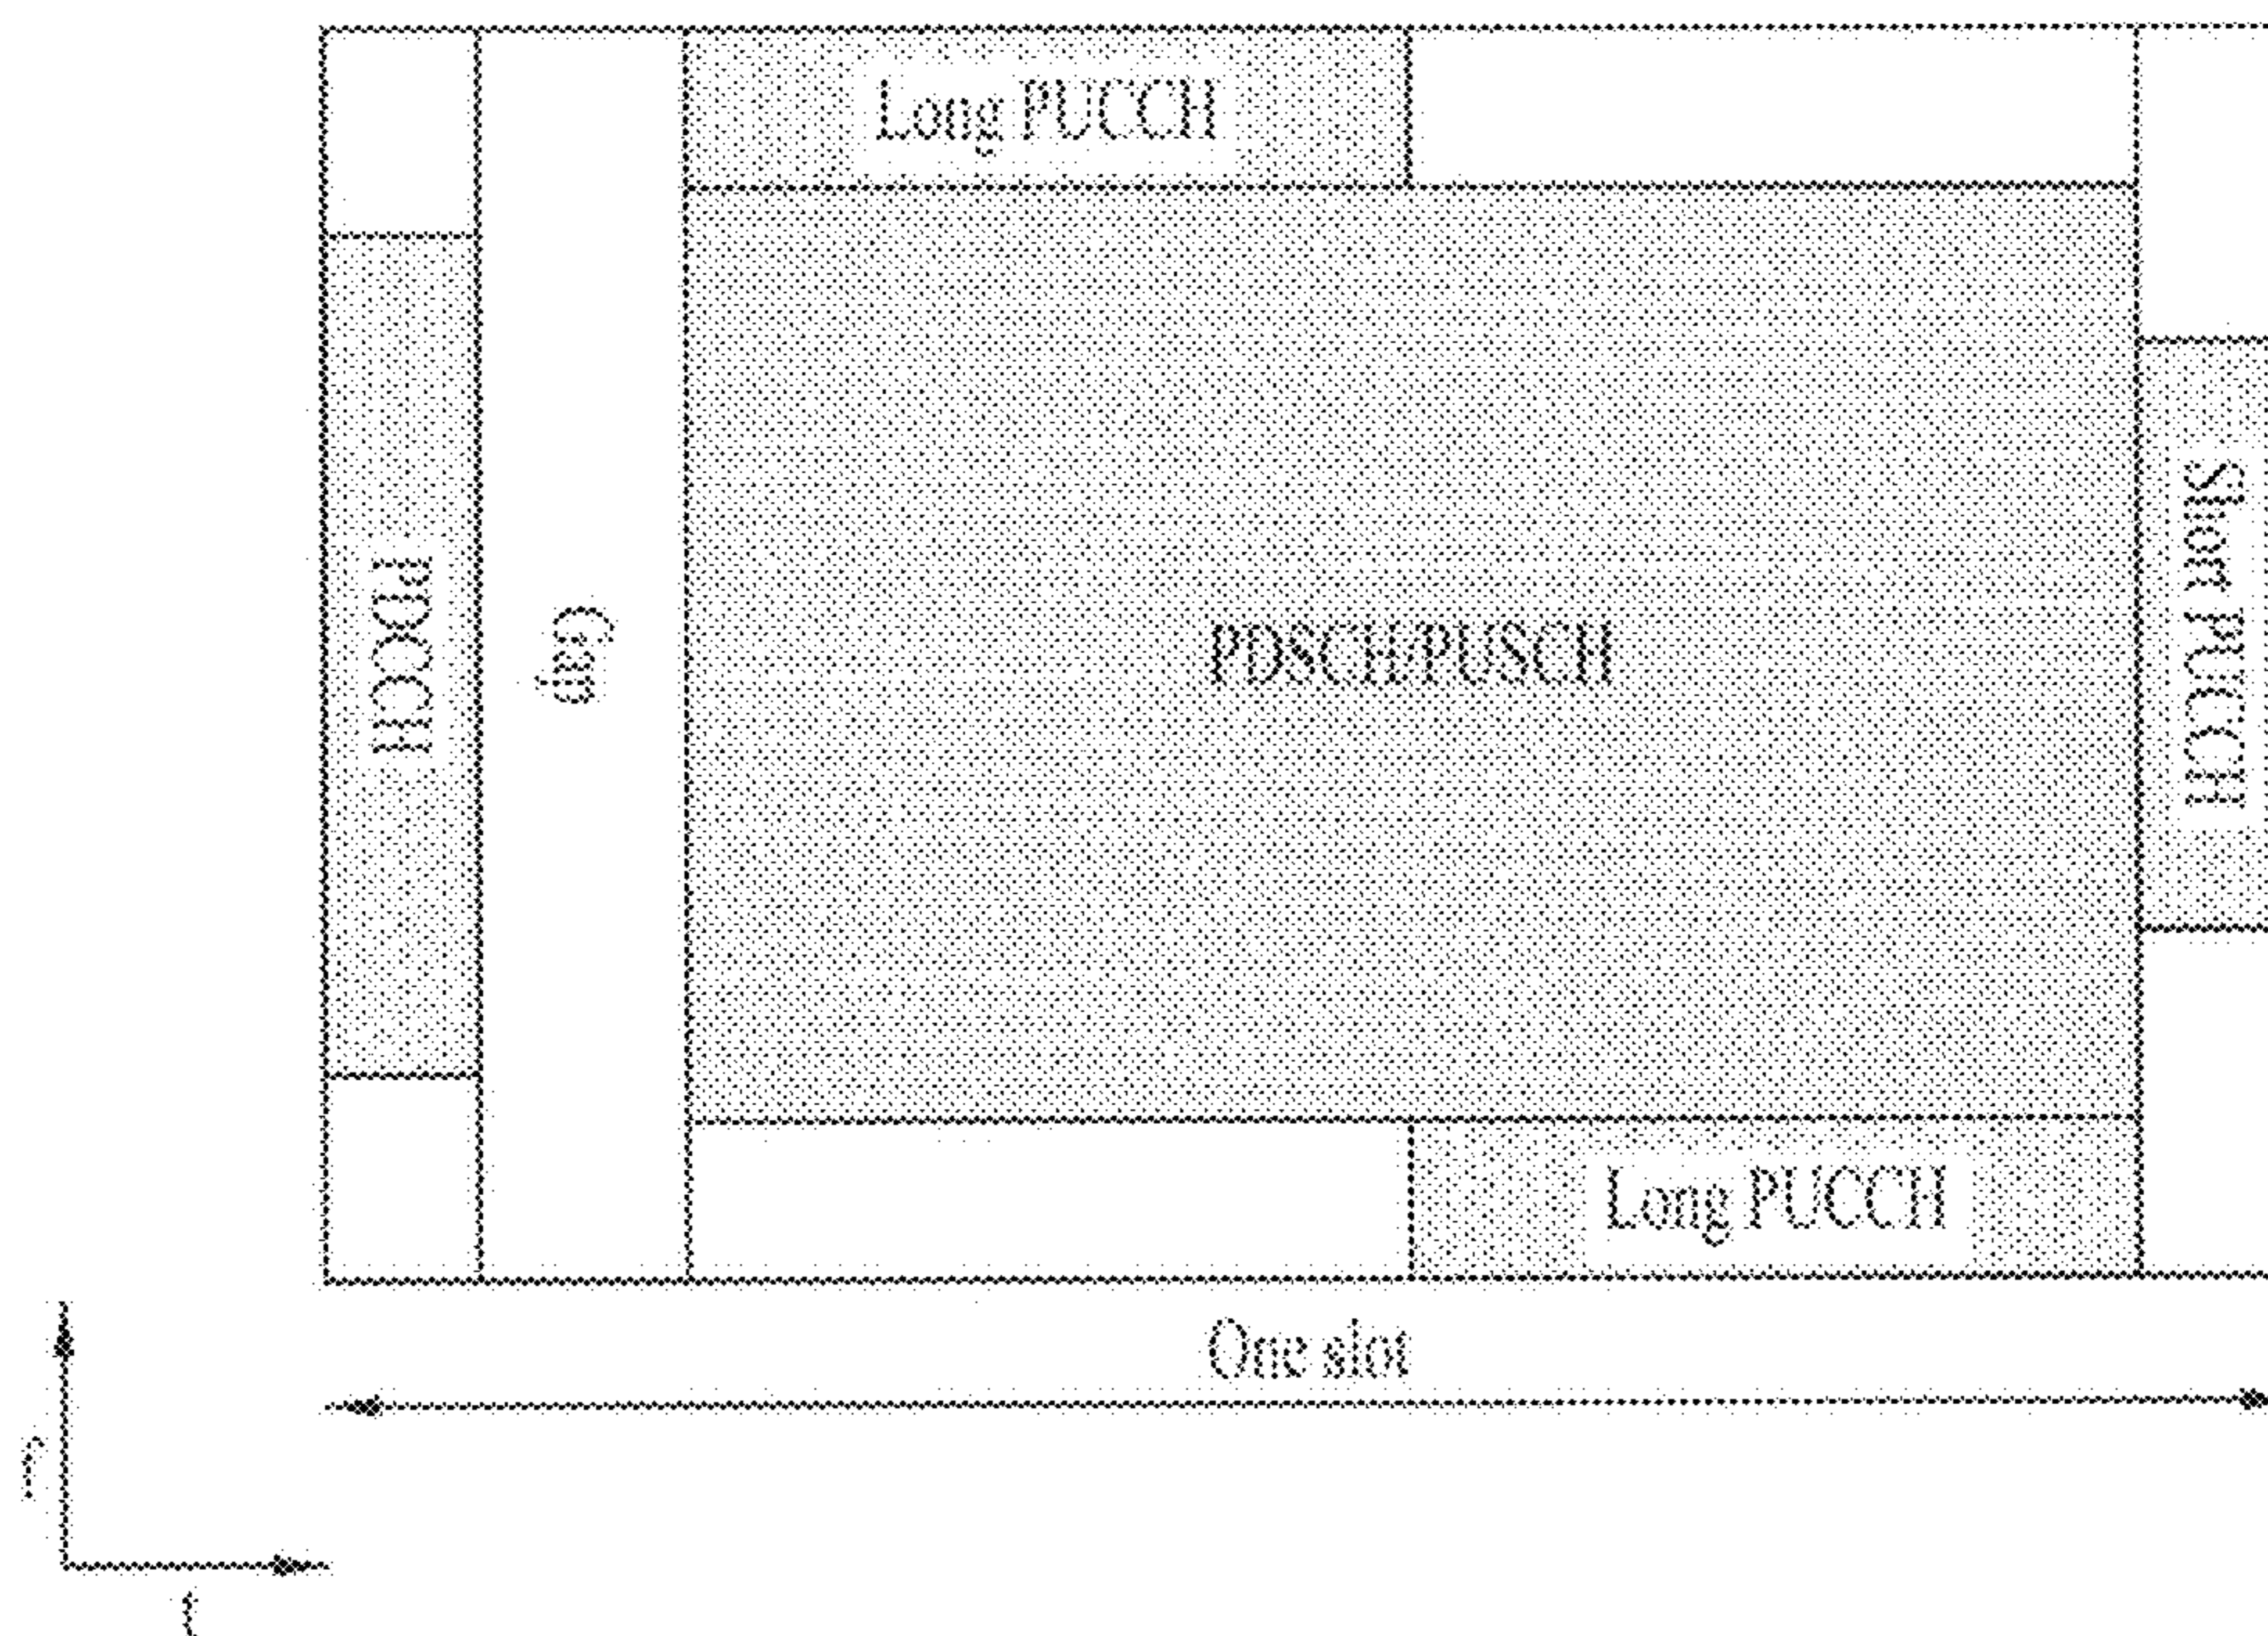 Long PUCCH
PDCCH
Gap
PDSCH/PUSCH
Short PUCCH
Long PUCCH
One slot
f
t